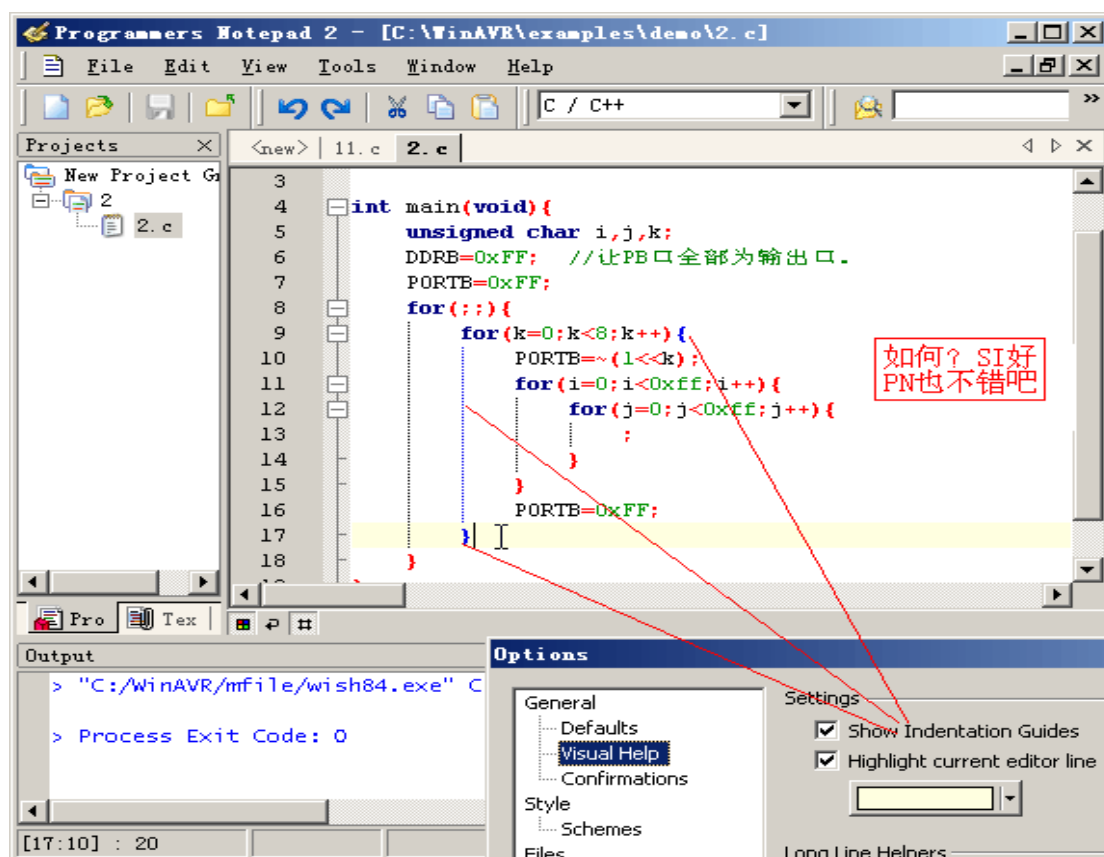 Programmers Notepad 2 - [C:\WinAVR\examples\demo\2.c]
File Edit View Tools Window Help
C / C++
Projects
<new> 11.c 2.c
New Project Gr
2
2.c
3
4 int main(void){
5 unsigned char i,j,k;
6 DDRB=0xFF; //让PB口全部为输出口.
7 PORTB=0xFF;
8 for(;;){
9 for(k=0;k<8;k++){
10 PORTB=~(1<<k);
11 for(i=0;i<0xff;i++){
12 for(j=0;j<0xff;j++){
13 ;
14 }
15 }
16 PORTB=0xFF;
17 }
18 }
如何? SI好
PN也不错吧
Pro Tex
Output
> "C:/WinAVR/mfile/wish84.exe" C
> Process Exit Code: 0
[17:10] : 20
Options
General
Defaults
Visual Help
Confirmations
Style
Schemes
Files
Settings
Show Indentation Guides
Highlight current editor line
Long Line Helpers